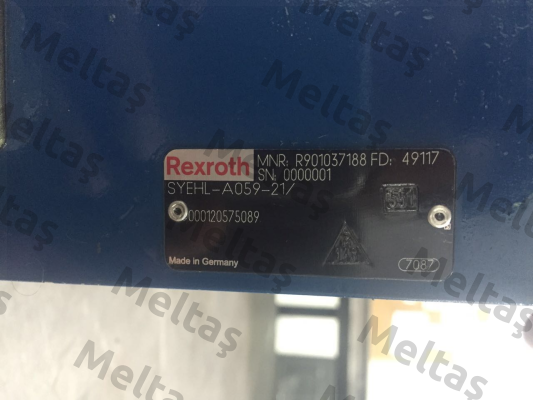 Rexroth MNR: R901037188 FD: 49117
SN: 0000001
SYEHL-A059-21/
000120575089
Made in Germany
7087
Meltaş
Meltaş
Meltaş
Meltaş
Meltaş
Meltaş
Meltaş
Meltaş
Meltaş